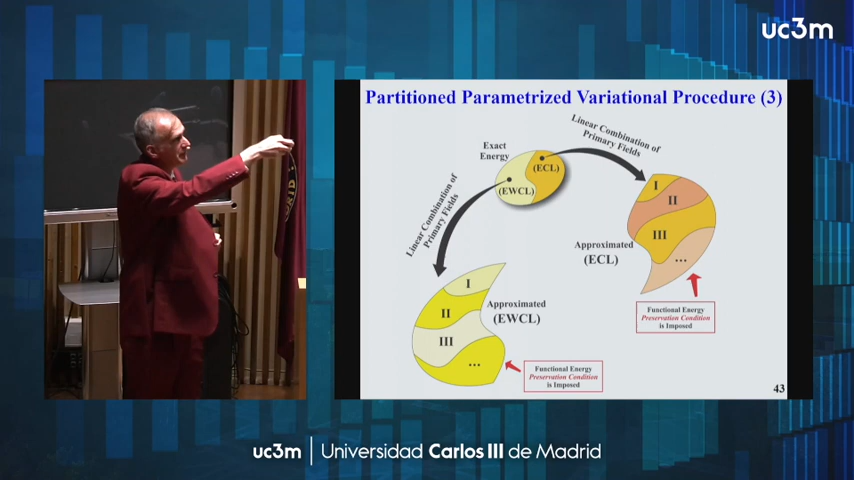 uc3m
Partitioned Parametrized Variational Procedure (3)
Linear Combination of
Primary Fields
Exact
Energy
(ECL)
(EWCL)
Linear Combination of
Primary Fields
I
II
III
...
Approximated
(ECL)
Functional Energy
Preservation Condition
is Imposed
I
II
III
...
Approximated
(EWCL)
Functional Energy
Preservation Condition
is Imposed
43
uc3m | Universidad Carlos III de Madrid